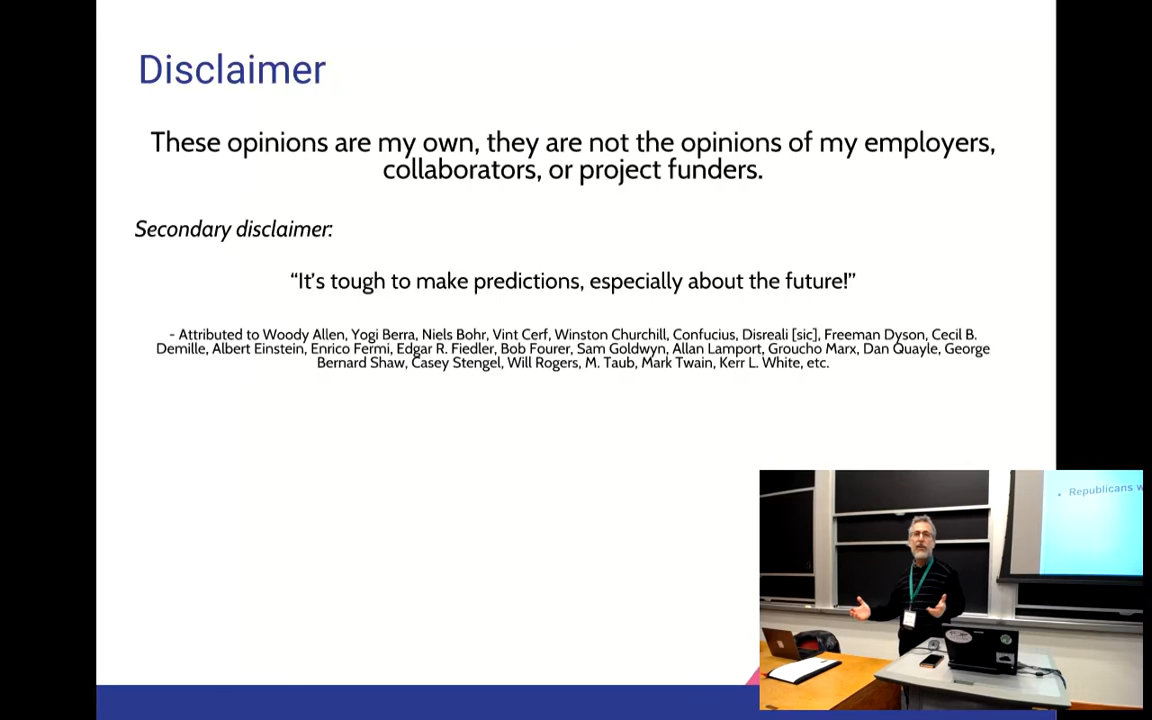 Disclaimer
These opinions are my own, they are not the opinions of my employers,
collaborators, or project funders.
Secondary disclaimer:
“It’s tough to make predictions, especially about the future!”
- Attributed to Woody Allen, Yogi Berra, Niels Bohr, Vint Cerf, Winston Churchill, Confucius, Disreali [sic], Freeman Dyson, Cecil B.
Demille, Albert Einstein, Enrico Fermi, Edgar R. Fiedler, Bob Fourer, Sam Goldwyn, Allan Lamport, Groucho Marx, Dan Quayle, George
Bernard Shaw, Casey Stengel, Will Rogers, M. Taub, Mark Twain, Kerr L. White, etc.
• Republicans w